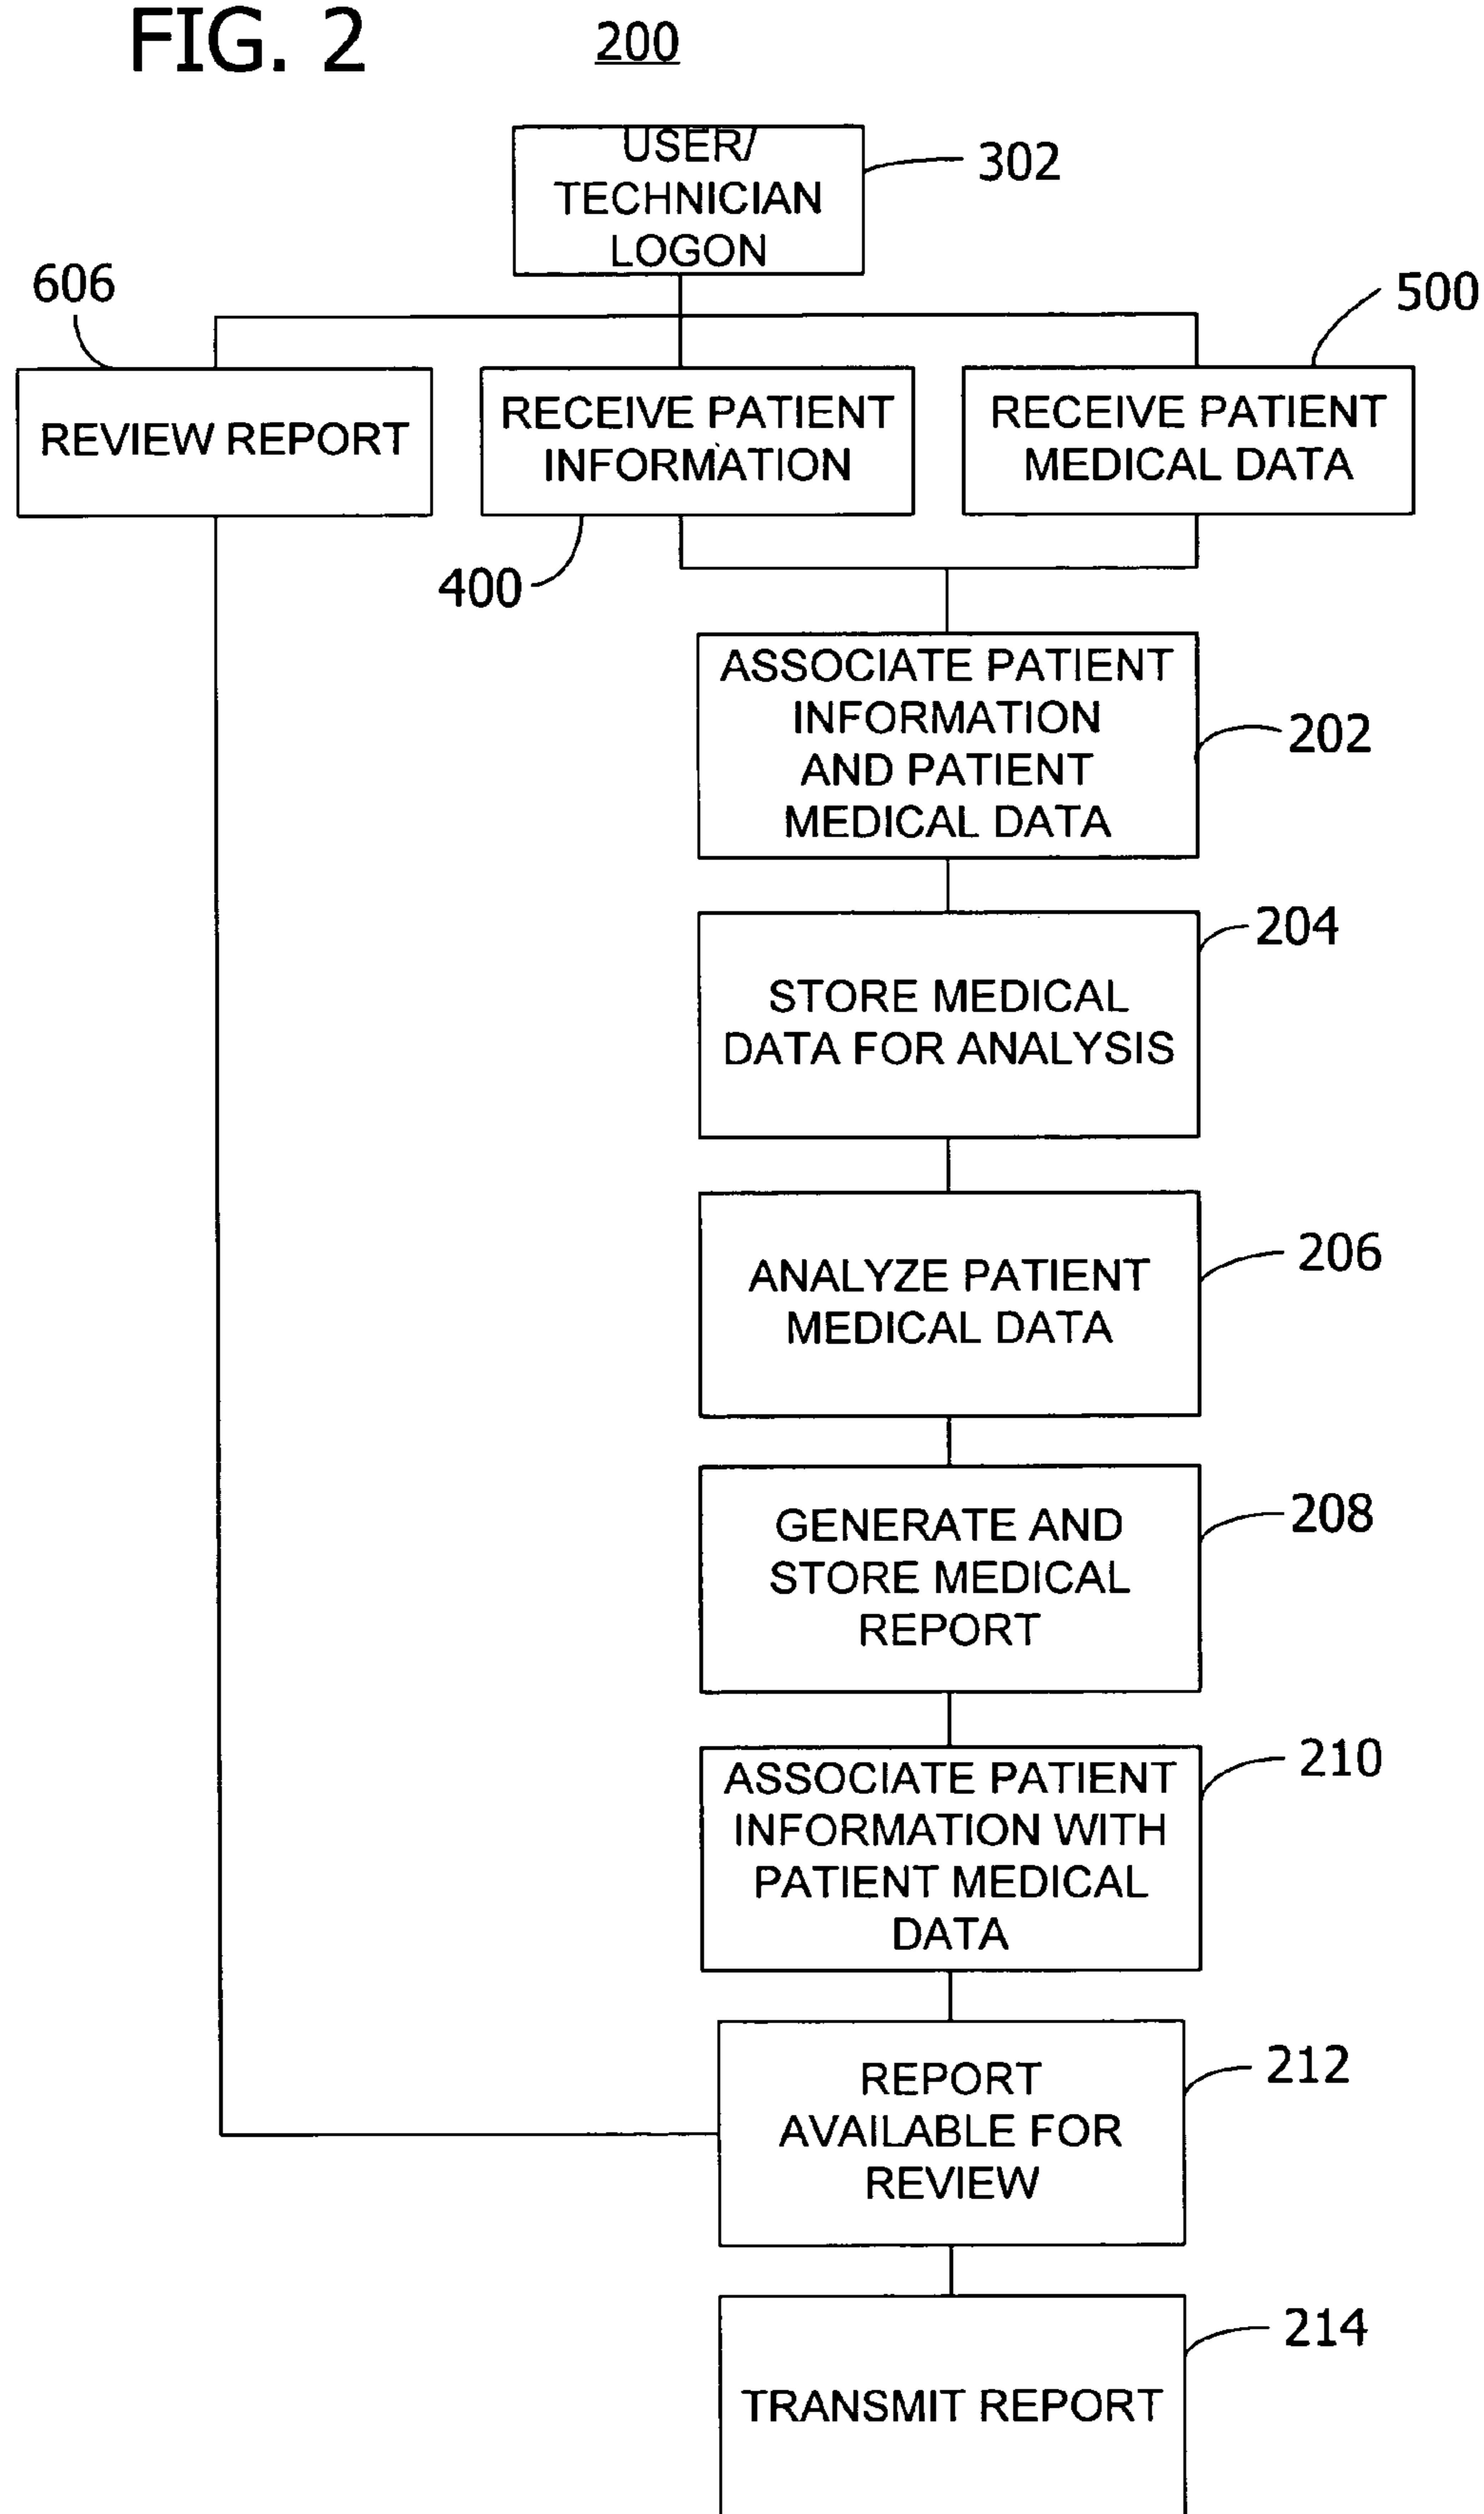 FIG. 2
200
USER/
TECHNICIAN
LOGON
302
606
500
REVIEW REPORT
RECEIVE PATIENT
INFORMATION
RECEIVE PATIENT
MEDICAL DATA
400
ASSOCIATE PATIENT
INFORMATION
AND PATIENT
MEDICAL DATA
202
204
STORE MEDICAL
DATA FOR ANALYSIS
206
ANALYZE PATIENT
MEDICAL DATA
208
GENERATE AND
STORE MEDICAL
REPORT
210
ASSOCIATE PATIENT
INFORMATION WITH
PATIENT MEDICAL
DATA
212
REPORT
AVAILABLE FOR
REVIEW
214
TRANSMIT REPORT